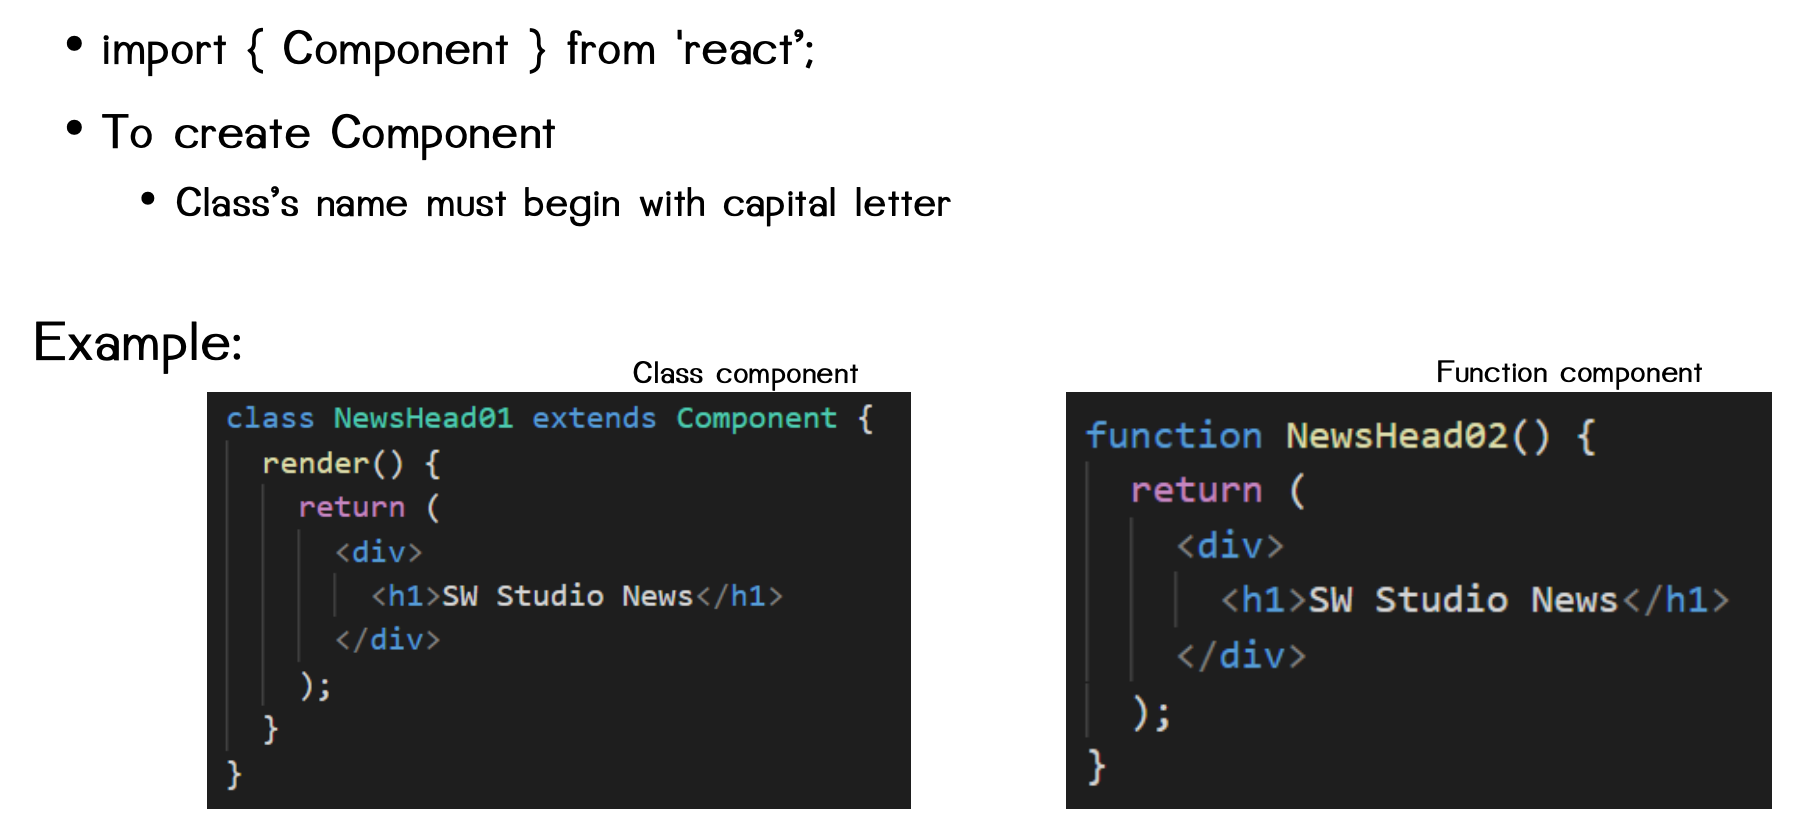 • import { Component } from 'react’;
• To create Component
• Class’s name must begin with capital letter
Example:
Class component
class NewsHead01 extends Component {
render() {
return (
<div>
<h1>SW Studio News</h1>
</div>
);
}
}
Function component
function NewsHead02() {
return (
<div>
<h1>SW Studio News</h1>
</div>
);
}